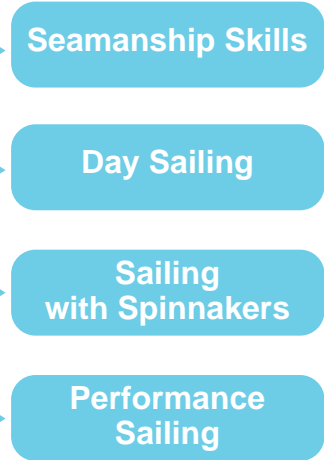 Seamanship Skills
Day Sailing
Sailing
with Spinnakers
Performance
Sailing